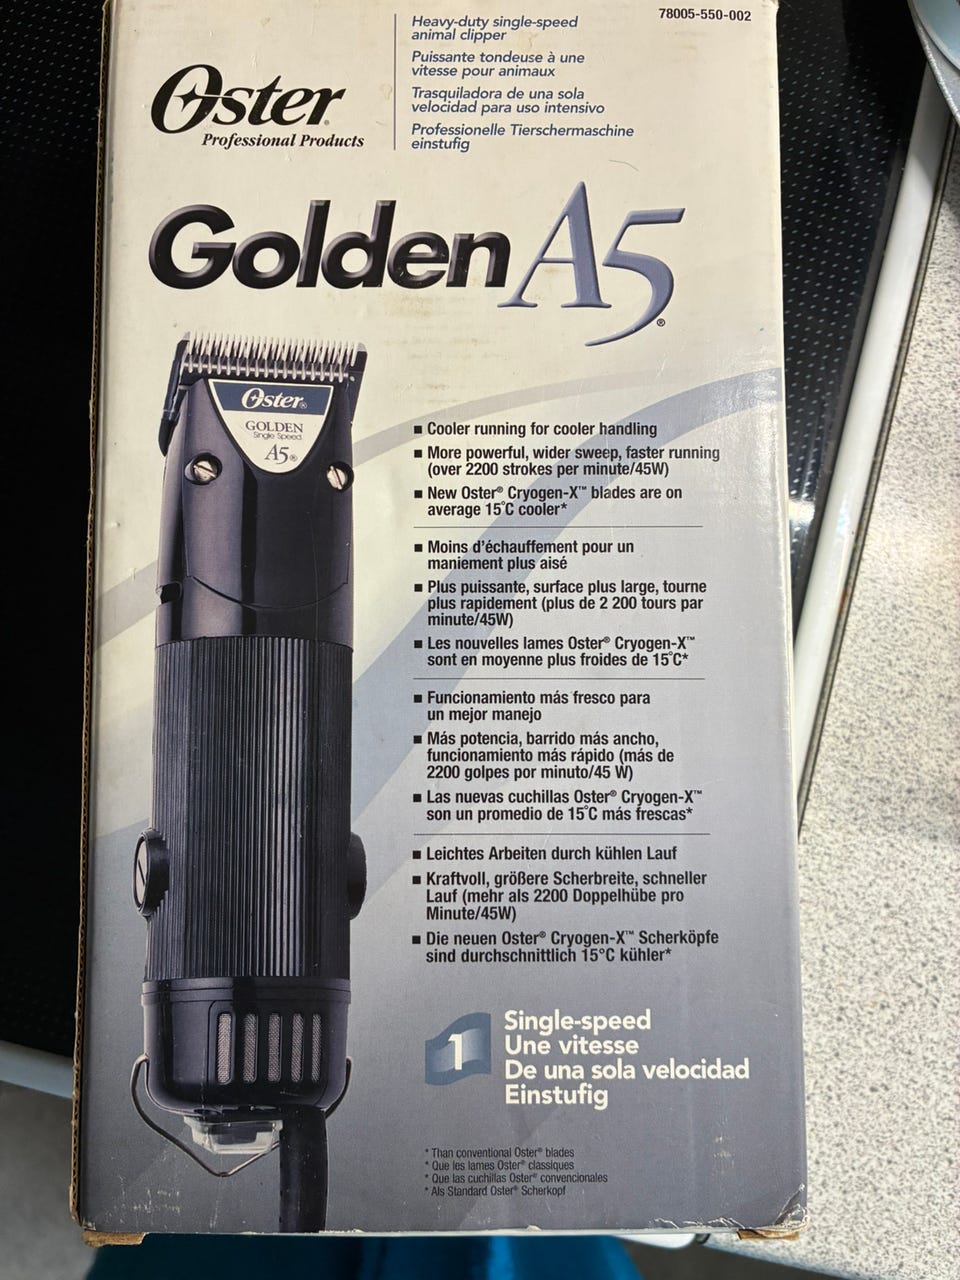 78005-550-002
Oster®
Professional Products
Heavy-duty single-speed
animal clipper
Puissante tondeuse à une
vitesse pour animaux
Trasquiladora de una sola
velocidad para uso intensivo
Professionelle Tierschermaschine
einstufig
Golden A5®
Oster®
GOLDEN
Single Speed
A5®
■ Cooler running for cooler handling
■ More powerful, wider sweep, faster running
(over 2200 strokes per minute/45W)
■ New Oster® Cryogen-X™ blades are on
average 15°C cooler*
■ Moins d'échauffement pour un
maniement plus aisé
■ Plus puissante, surface plus large, tourne
plus rapidement (plus de 2 200 tours par
minute/45W)
■ Les nouvelles lames Oster® Cryogen-X™
sont en moyenne plus froides de 15°C*
■ Funcionamiento más fresco para
un mejor manejo
■ Más potencia, barrido más ancho,
funcionamiento más rápido (más de
2200 golpes por minuto/45 W)
■ Las nuevas cuchillas Oster® Cryogen-X™
son un promedio de 15°C más frescas*
■ Leichtes Arbeiten durch kühlen Lauf
■ Kraftvoll, größere Scherbreite, schneller
Lauf (mehr als 2200 Doppelhübe pro
Minute/45W)
■ Die neuen Oster® Cryogen-X™ Scherköpfe
sind durchschnittlich 15°C kühler*
1
Single-speed
Une vitesse
De una sola velocidad
Einstufig
* Than conventional Oster® blades
* Que les lames Oster® classiques
* Que las cuchillas Oster® convencionales
* Als Standard Oster® Scherkopf